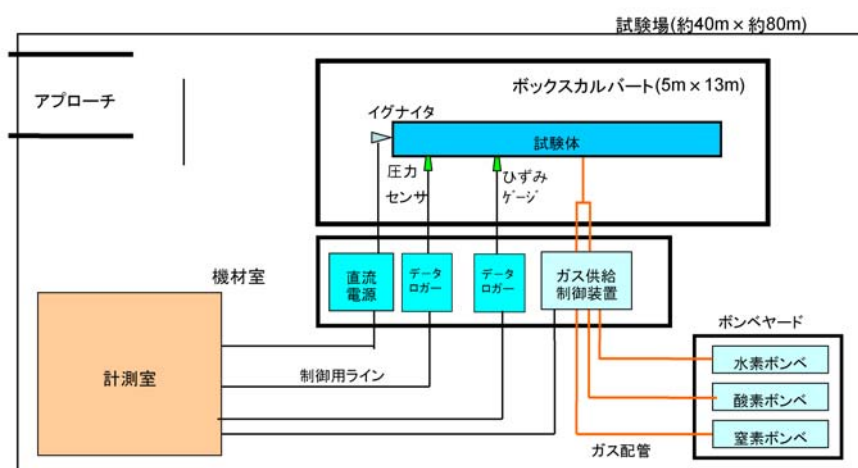 試験場(約40m×約80m)
アプローチ
ボックスカルバート(5m×13m)
イグナイタ
試験体
圧力
センサ
ひずみ
ｹﾞｰｼﾞ
機材室
直流
電源
データ
ロガー
データ
ロガー
ガス供給
制御装置
ボンベヤード
計測室
制御用ライン
水素ボンベ
酸素ボンベ
窒素ボンベ
ガス配管